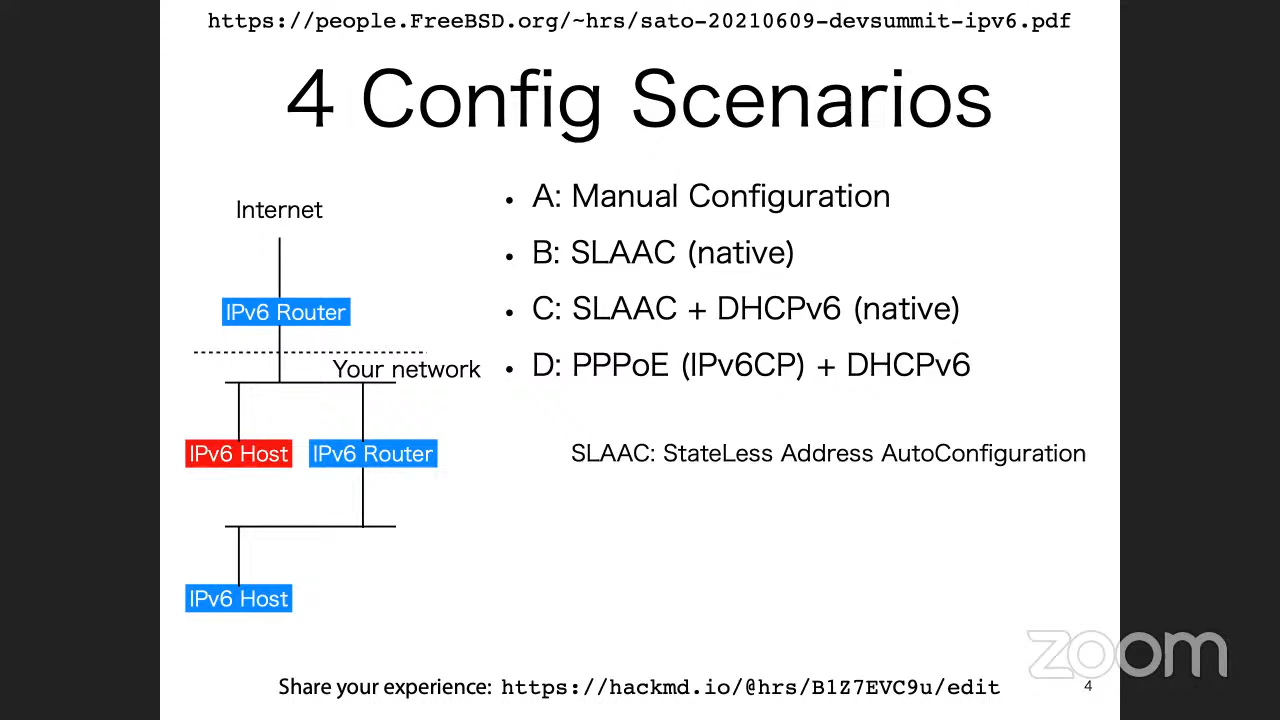 https://people.FreeBSD.org/~hrs/sato-20210609-devsummit-ipv6.pdf
4 Config Scenarios
Internet
IPv6 Router
Your network
IPv6 Host
IPv6 Router
IPv6 Host
• A: Manual Configuration
• B: SLAAC (native)
• C: SLAAC + DHCPv6 (native)
• D: PPPoE (IPv6CP) + DHCPv6
SLAAC: StateLess Address AutoConfiguration
zoom
Share your experience: https://hackmd.io/@hrs/B1Z7EVC9u/edit
4